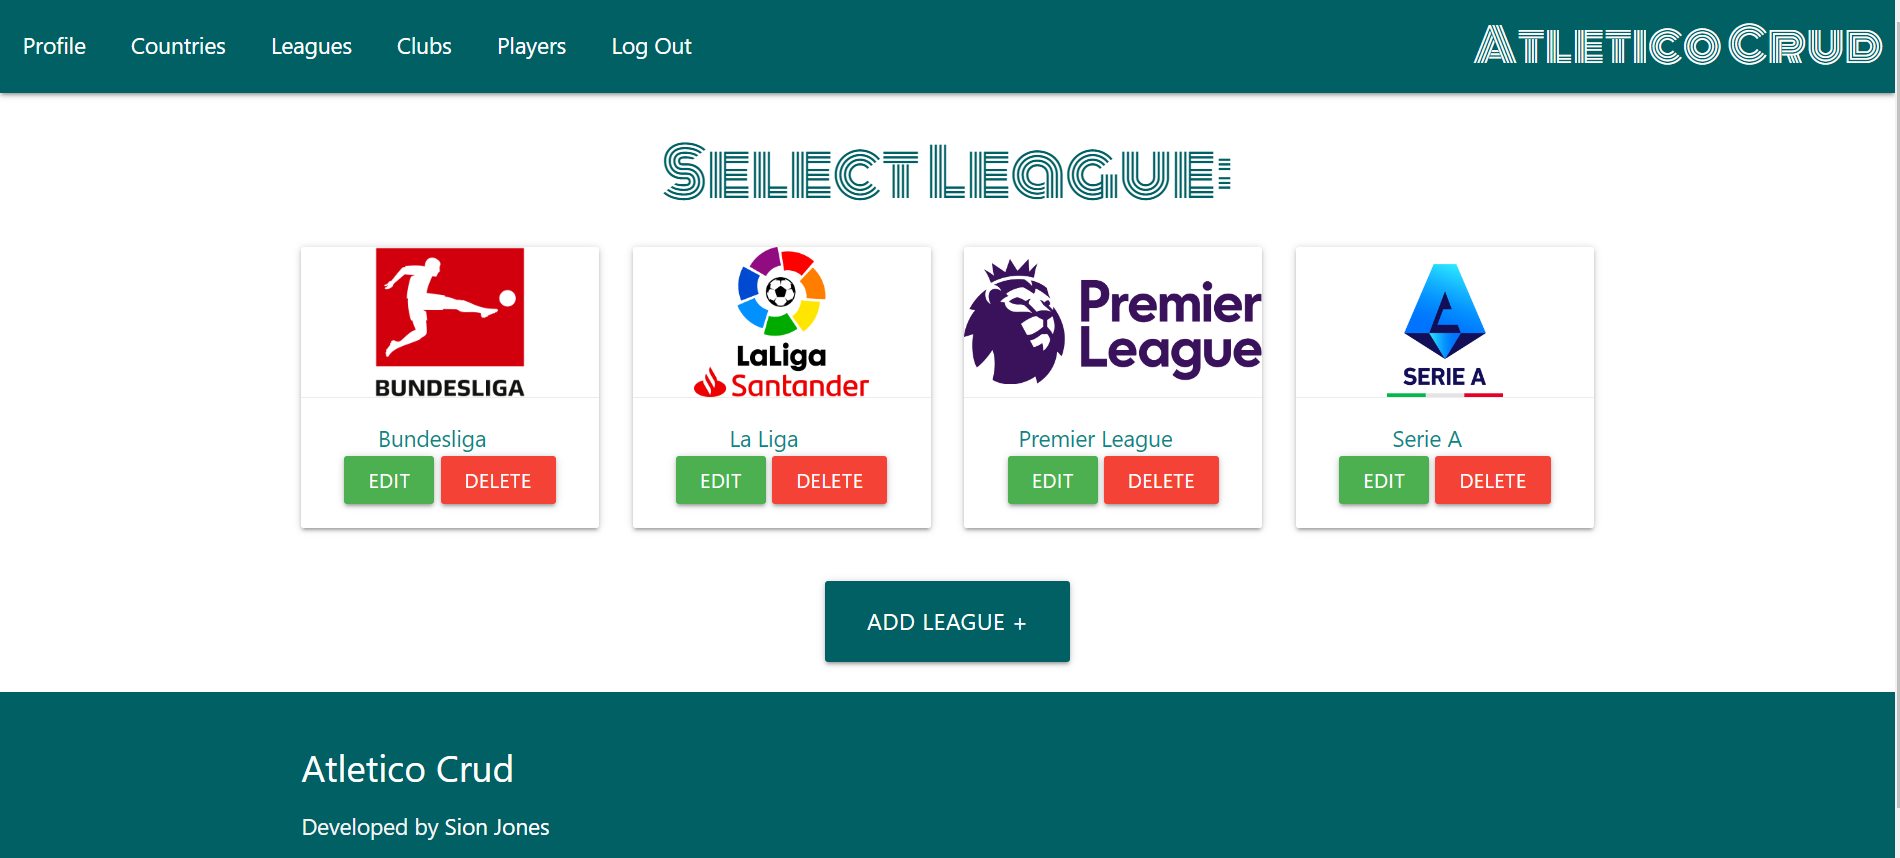 Profile Countries Leagues Clubs Players Log Out Atletico Crud
Select League:
BUNDESLIGA
LaLiga
Santander
Premier
League
SERIE A
Bundesliga
EDIT DELETE
La Liga
EDIT DELETE
Premier League
EDIT DELETE
Serie A
EDIT DELETE
ADD LEAGUE +
Atletico Crud
Developed by Sion Jones